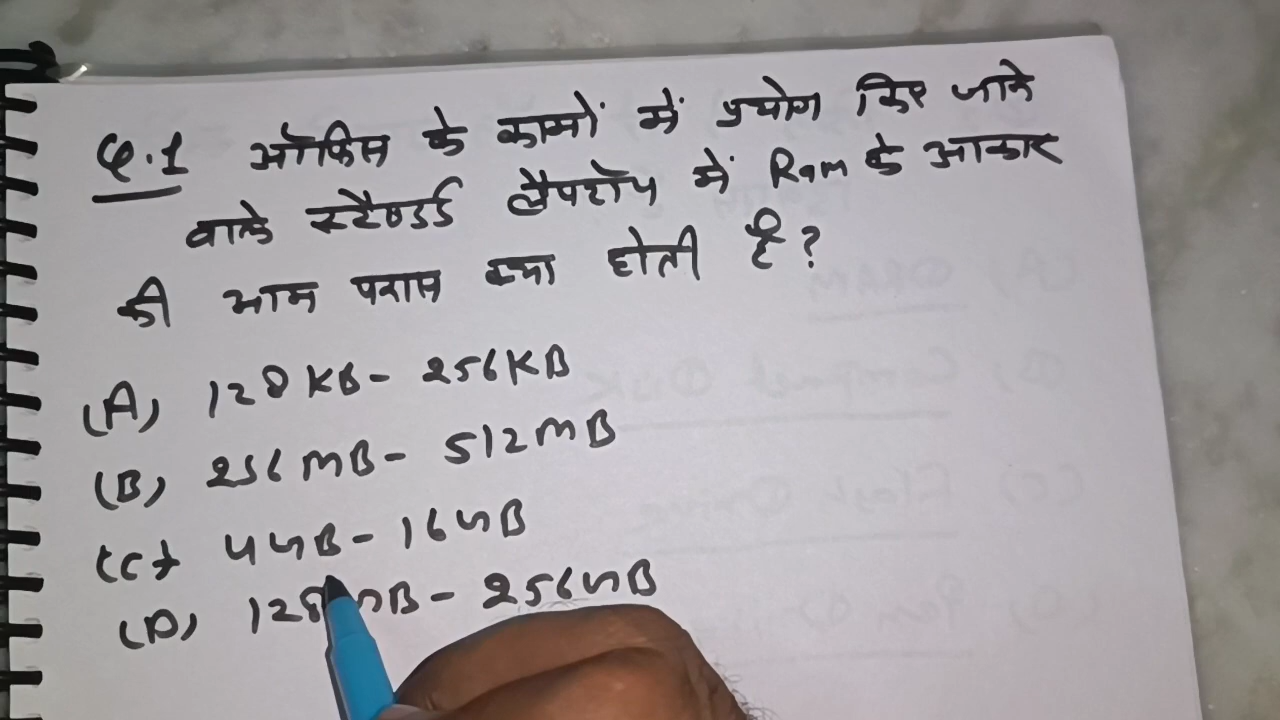 Q.1 ऑफिस के कामों में प्रयोग किए जाने
वाले स्टैण्डर्ड लैपटॉप में Ram के आकार
की आम परास क्या होती है?
(A) 128 KB - 256 KB
(B) 256 MB - 512 MB
(C) 4 GB - 16 GB
(D) 128 GB - 256 GB